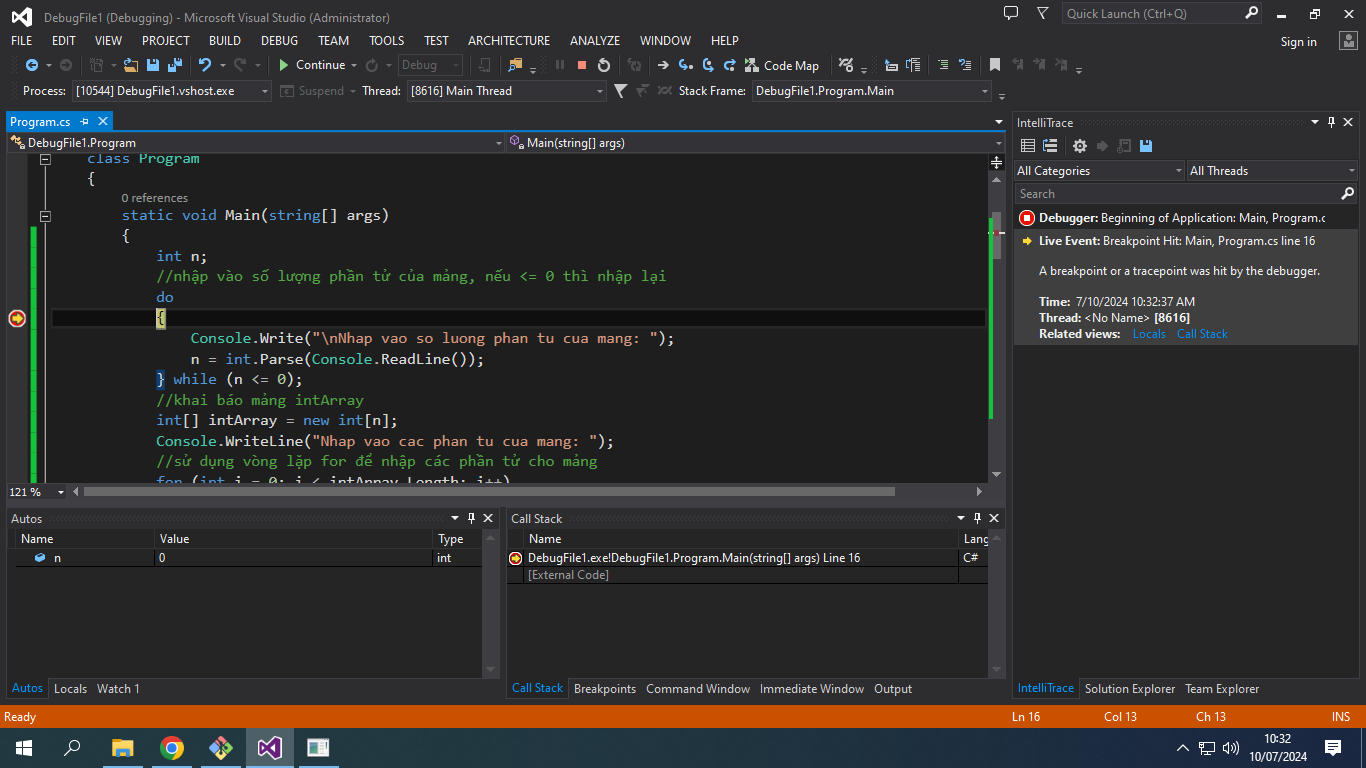 DebugFile1 (Debugging) - Microsoft Visual Studio (Administrator)
Quick Launch (Ctrl+Q)
FILE EDIT VIEW PROJECT BUILD DEBUG TEAM TOOLS TEST ARCHITECTURE ANALYZE WINDOW HELP
Sign in
Continue Debug Code Map
Process: [10544] DebugFile1.vshost.exe Suspend Thread: [8616] Main Thread Stack Frame: DebugFile1.Program.Main
Program.cs
DebugFile1.Program Main(string[] args)
class Program
{
0 references
static void Main(string[] args)
{
int n;
//nhập vào số lượng phần tử của mảng, nếu <= 0 thì nhập lại
do
{
Console.Write("\nNhap vao so luong phan tu cua mang: ");
n = int.Parse(Console.ReadLine());
} while (n <= 0);
//khai báo mảng intArray
int[] intArray = new int[n];
Console.WriteLine("Nhap vao cac phan tu cua mang: ");
//sử dụng vòng lặp for để nhập các phần tử cho mảng
for (int i = 0; i < intArray.Length; i++)
121 %
IntelliTrace
All Categories All Threads
Search
Debugger: Beginning of Application: Main, Program.c
Live Event: Breakpoint Hit: Main, Program.cs line 16
A breakpoint or a tracepoint was hit by the debugger.
Time: 7/10/2024 10:32:37 AM
Thread: <No Name> [8616]
Related views: Locals Call Stack
Autos
Name Value Type
n 0 int
Autos Locals Watch 1
Call Stack
Name Lang
DebugFile1.exe!DebugFile1.Program.Main(string[] args) Line 16 C#
[External Code]
Call Stack Breakpoints Command Window Immediate Window Output
IntelliTrace Solution Explorer Team Explorer
Ready Ln 16 Col 13 Ch 13 INS
10:32
10/07/2024